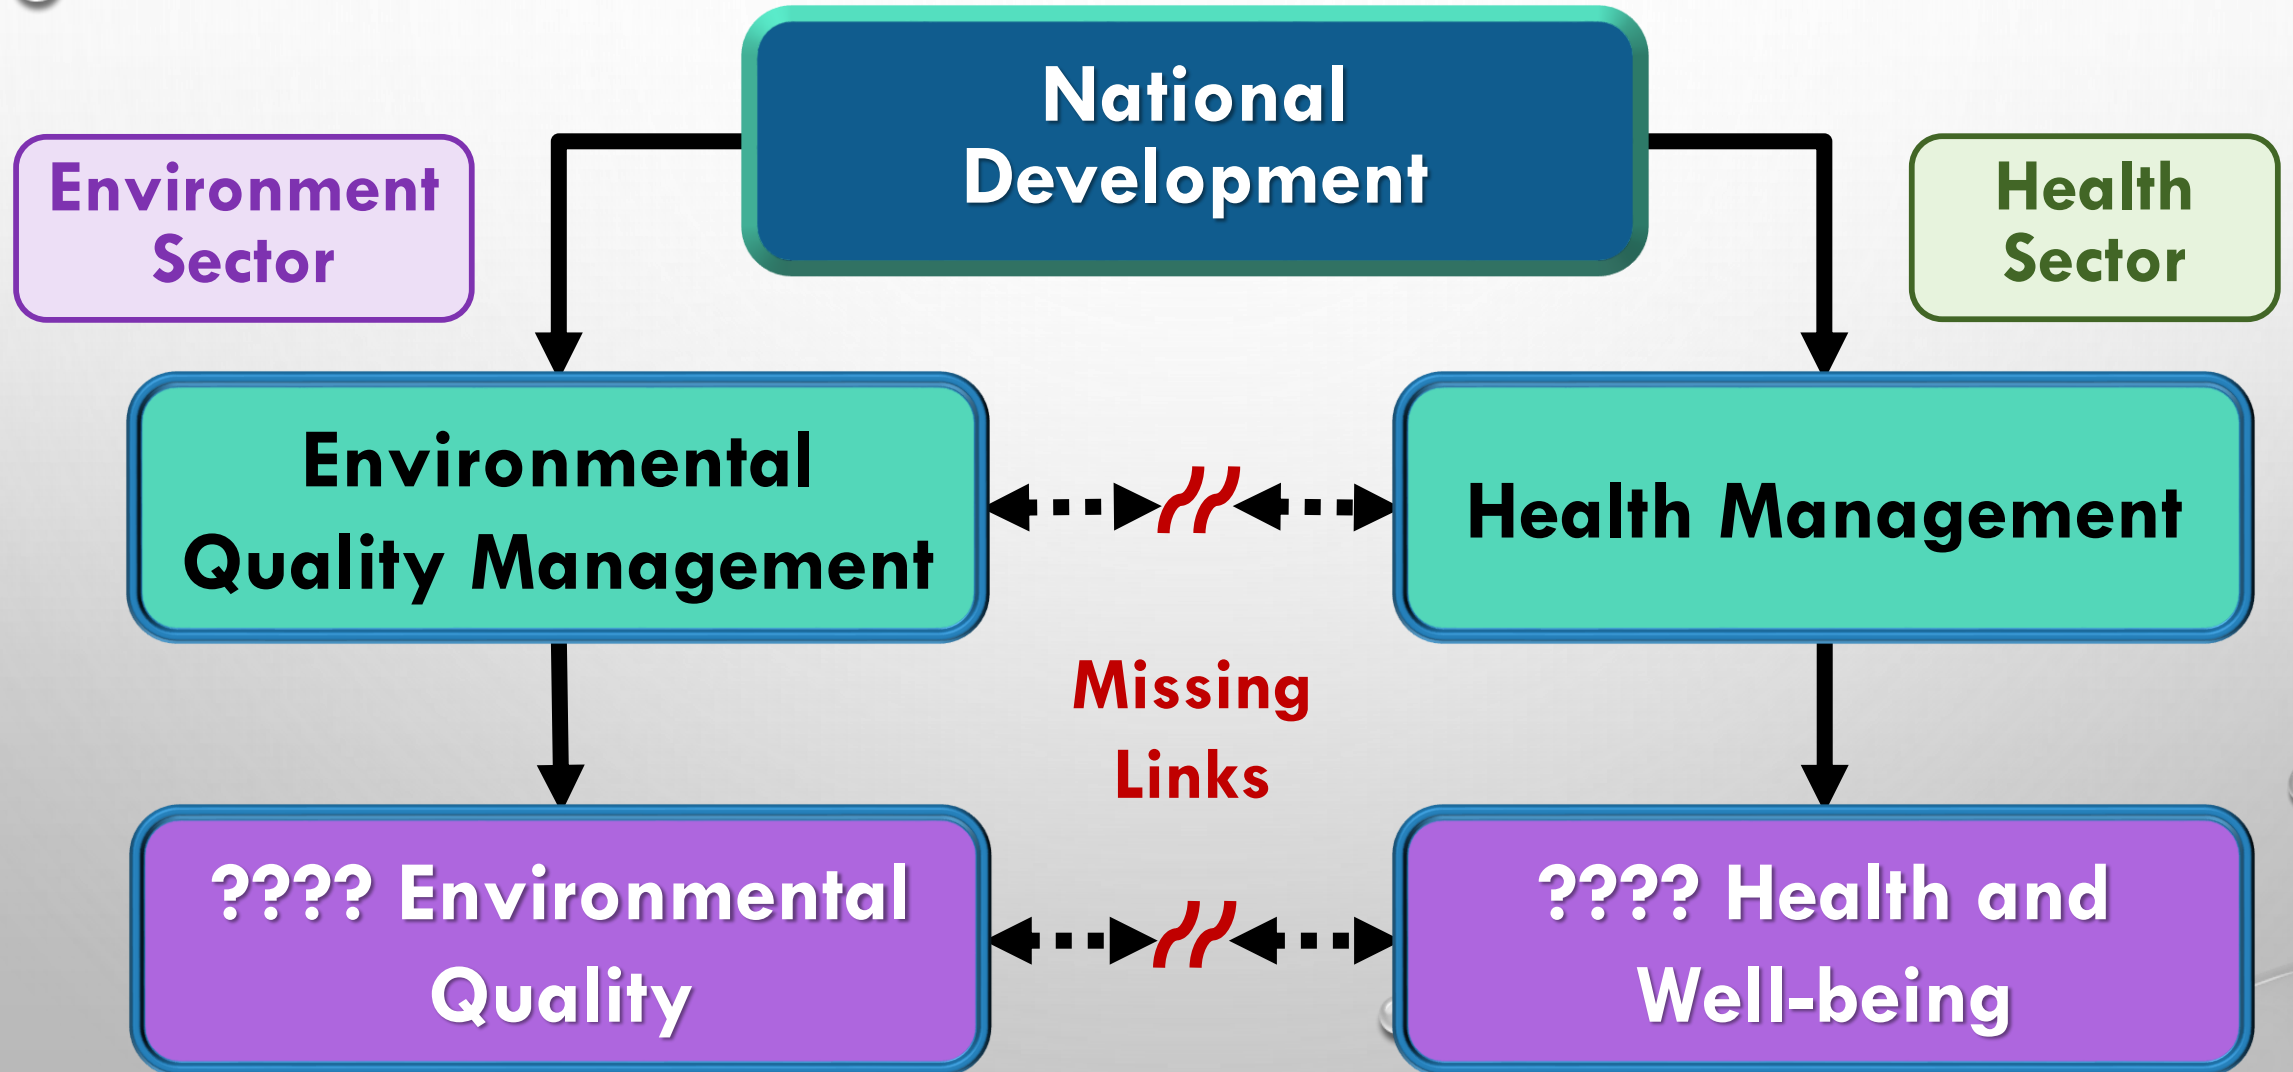 National
Development
Environment
Sector
Health
Sector
Environmental
Quality Management
Health Management
Missing
Links
???? Environmental
Quality
???? Health and
Well-being